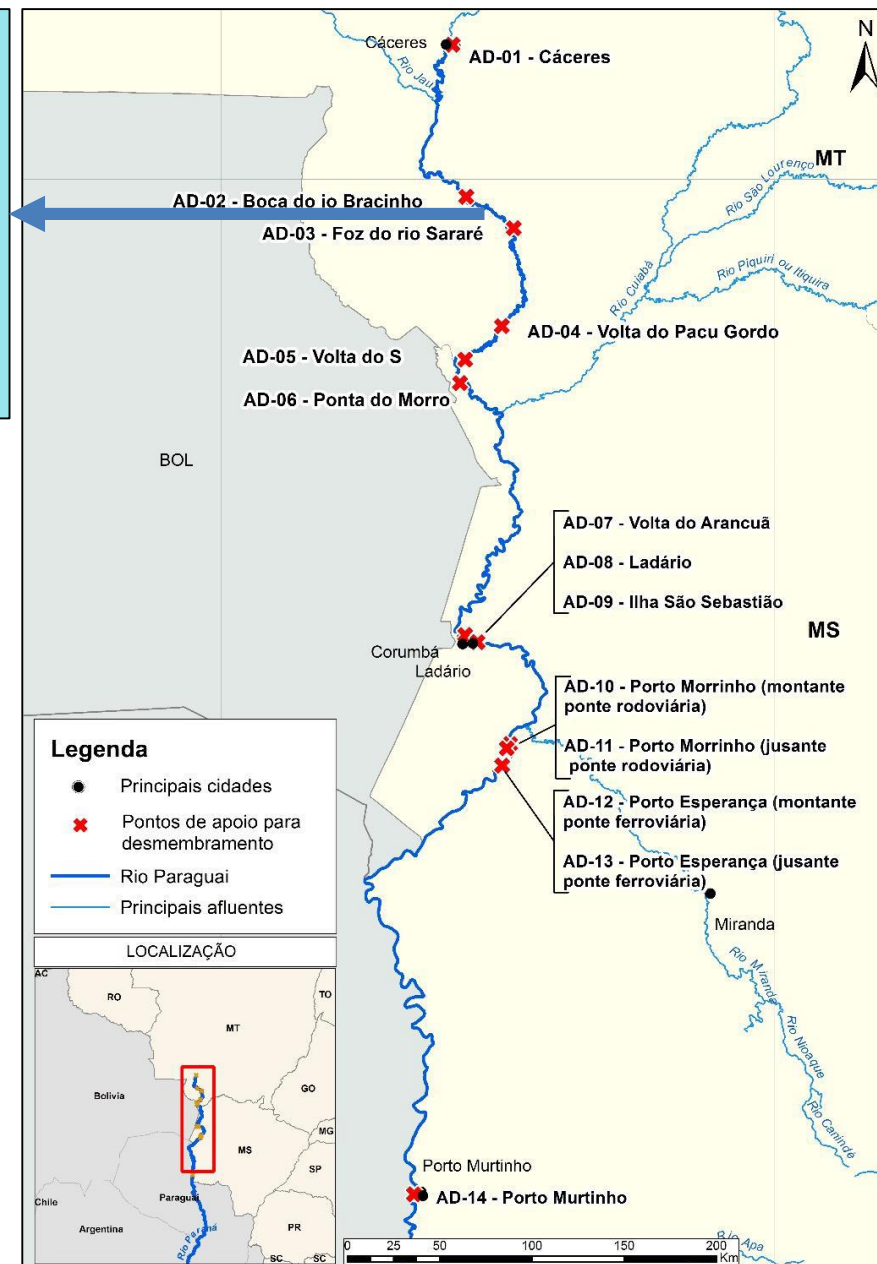 N
Cáceres
AD-01 - Cáceres
Rio Jauru
MT
AD-02 - Boca do io Bracinho
Rio São Lourenço
AD-03 - Foz do rio Sararé
Rio Piquiri ou Itiquira
Rio Cuiabá
AD-04 - Volta do Pacu Gordo
AD-05 - Volta do S
AD-06 - Ponta do Morro
BOL
AD-07 - Volta do Arancuã
AD-08 - Ladário
AD-09 - Ilha São Sebastião
MS
Corumbá
Ladário
AD-10 - Porto Morrinho (montante
ponte rodoviária)
AD-11 - Porto Morrinho (jusante
ponte rodoviária)
AD-12 - Porto Esperança (montante
ponte ferroviária)
AD-13 - Porto Esperança (jusante
ponte ferroviária)
Miranda
Rio Miranda
Rio Nioaque
Rio Canindé
Legenda
Principais cidades
Pontos de apoio para
desmembramento
Rio Paraguai
Principais afluentes
LOCALIZAÇÃO
AC
RO
TO
MT
Bolivia
GO
MG
MS
SP
Paraguai
Chile
PR
Argentina
Rio Paraná
SC
SC
Porto Murtinho
AD-14 - Porto Murtinho
Rio Apa
0 25 50 100 150 200
Km